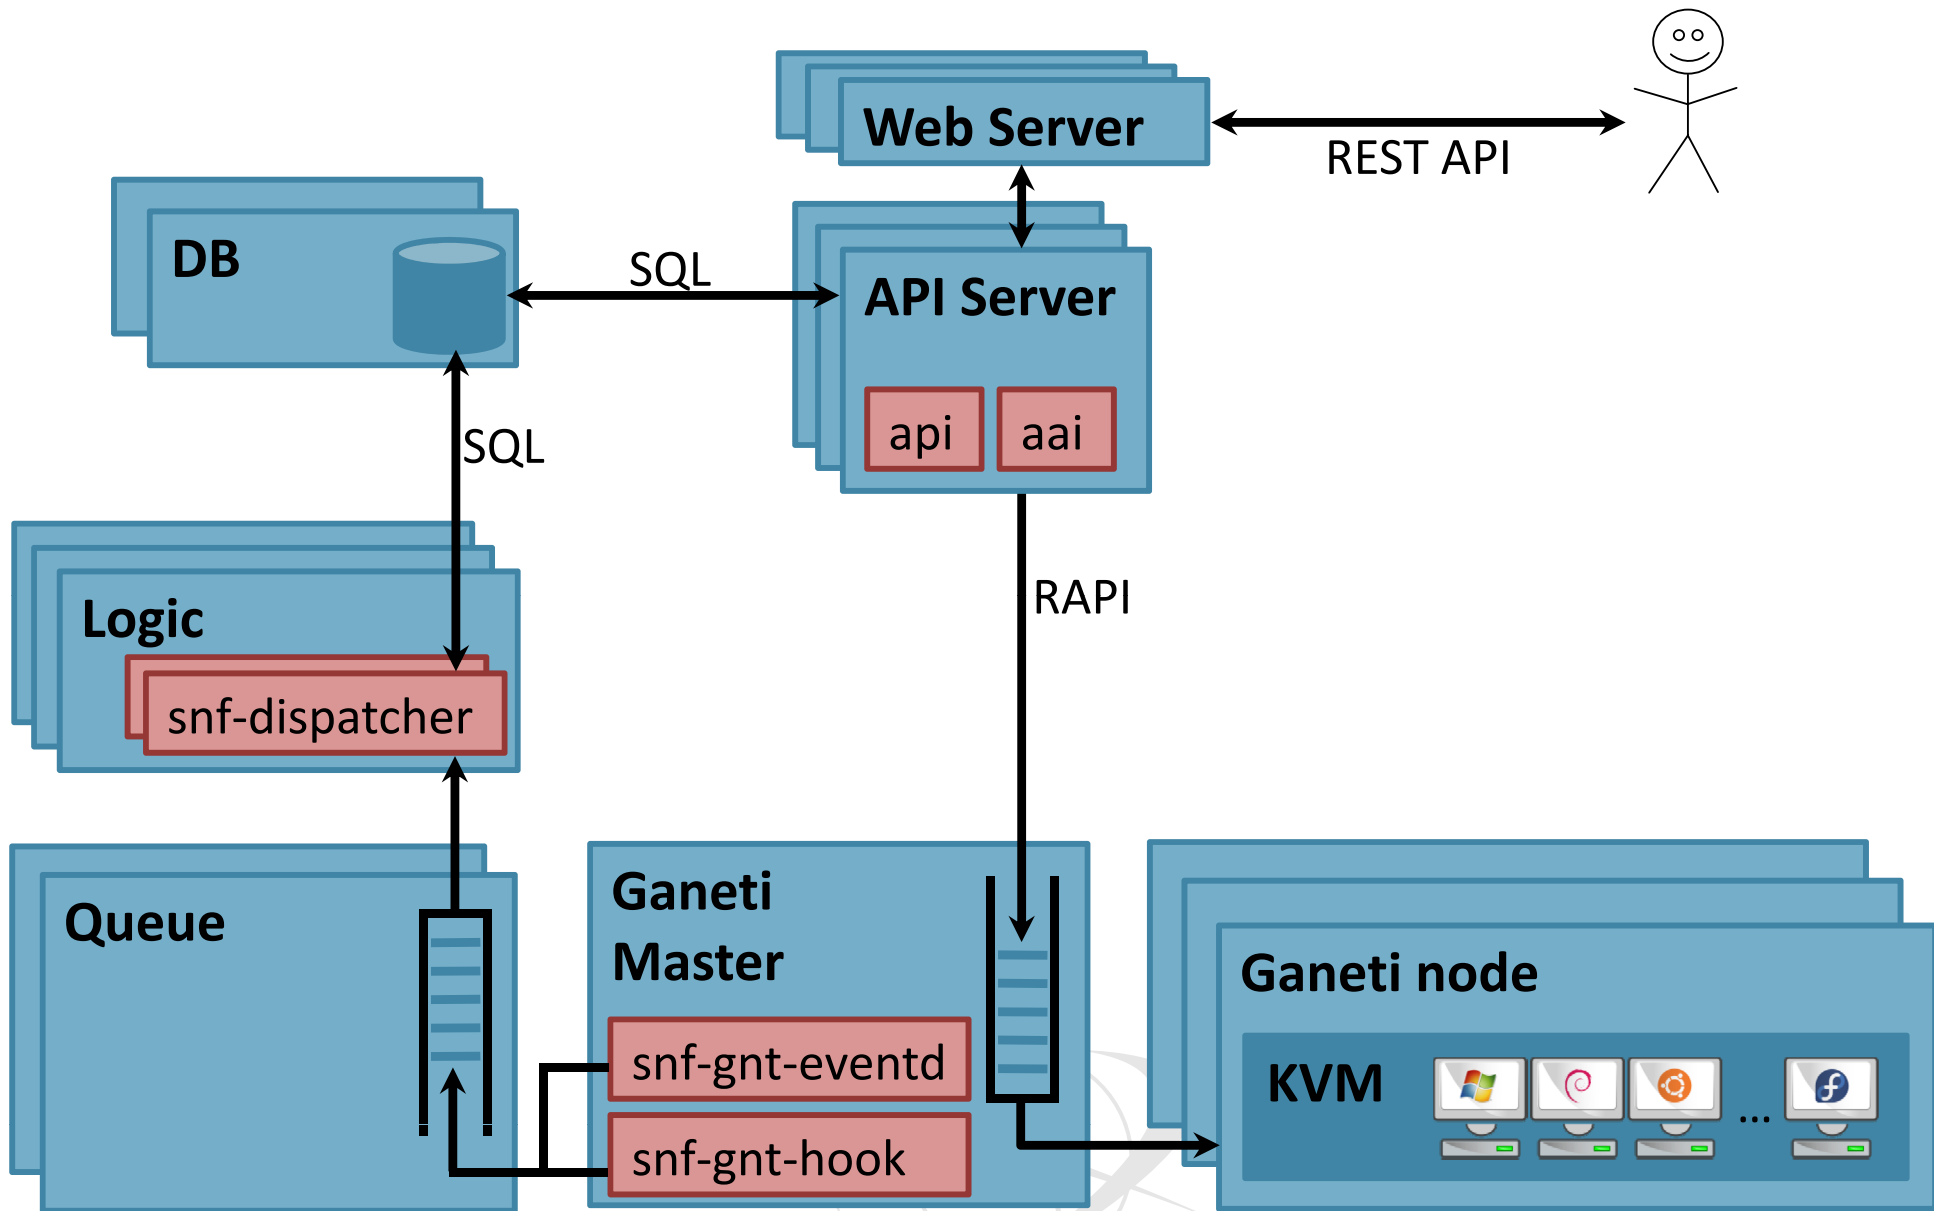 Web Server
REST API
DB
SQL
API Server
api
aai
SQL
Logic
snf-dispatcher
RAPI
Queue
Ganeti
Master
snf-gnt-eventd
snf-gnt-hook
Ganeti node
KVM
...